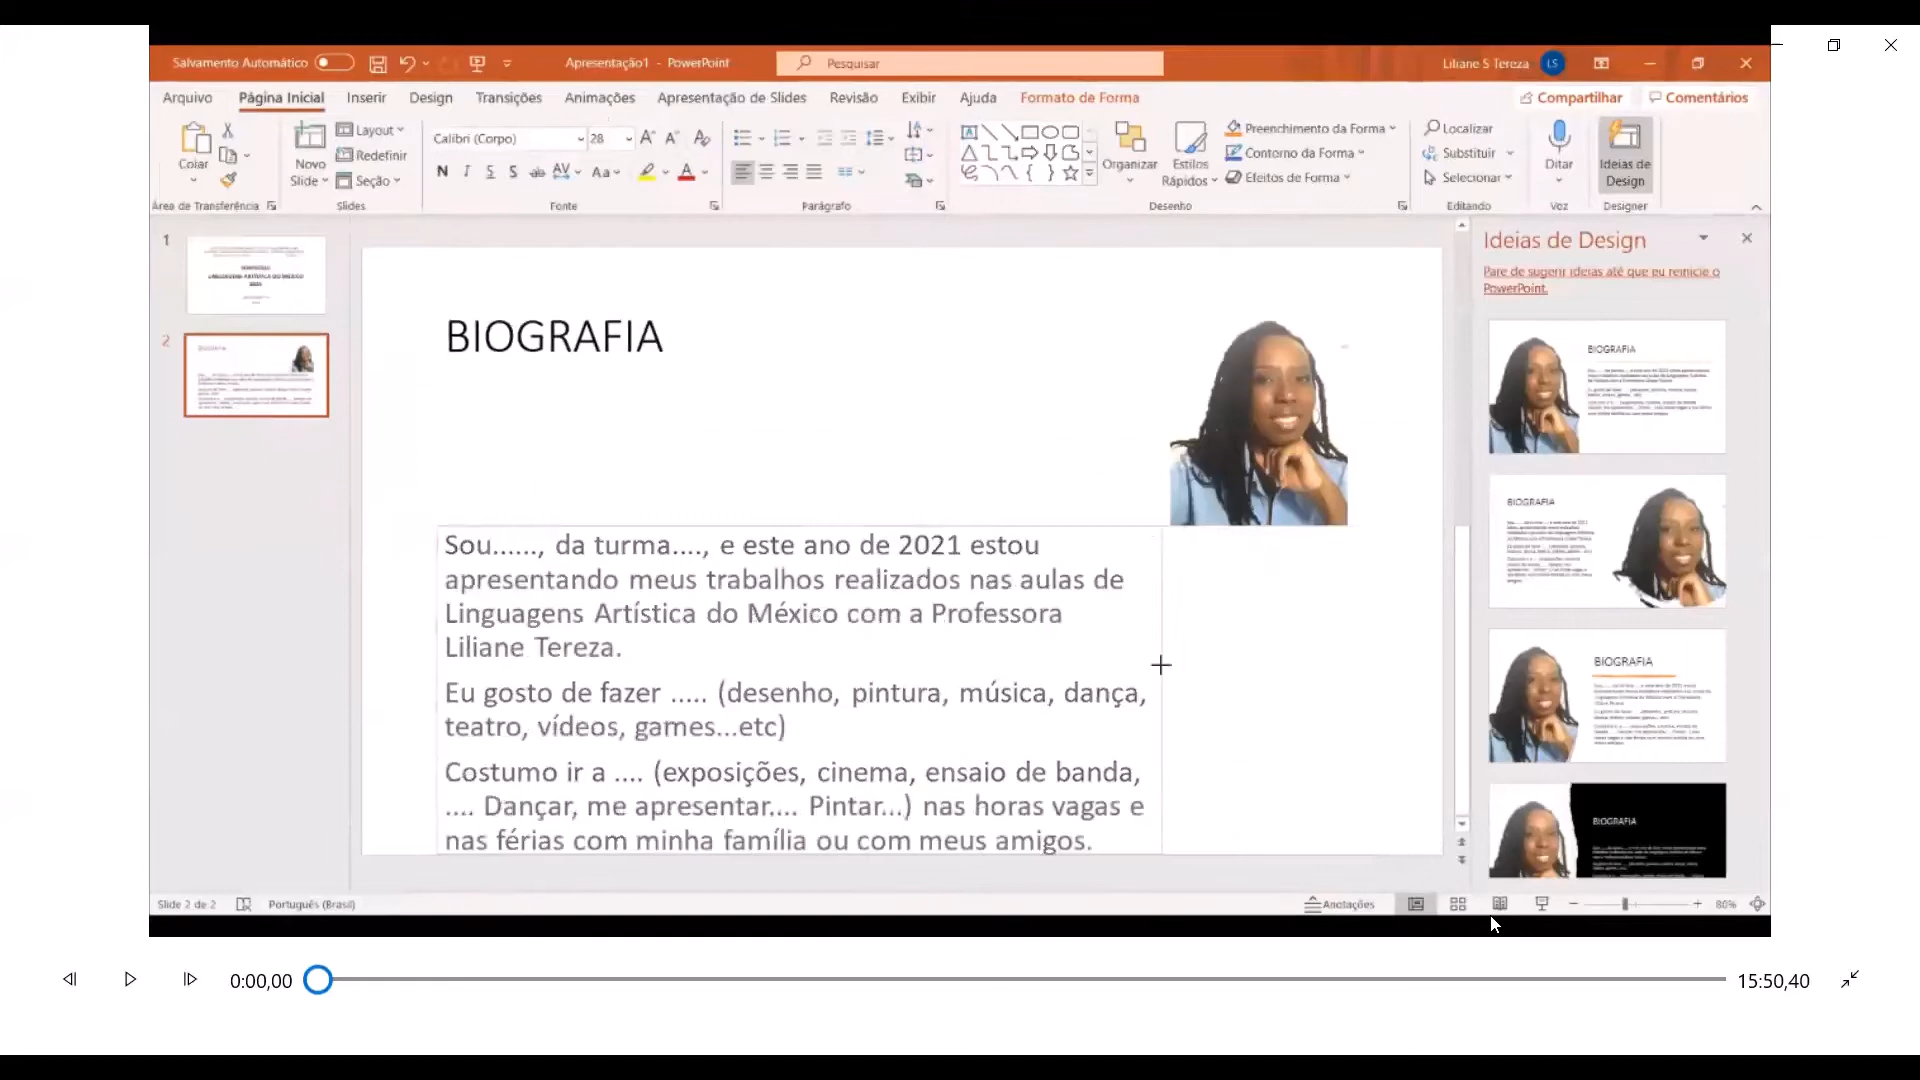 Salvamento Automático
Apresentação1 - PowerPoint
Pesquisar
Liliane S Tereza
LS
Arquivo Página Inicial Inserir Design Transições Animações Apresentação de Slides Revisão Exibir Ajuda Formato de Forma
Compartilhar
Comentários
Colar
Novo
Slide
Layout
Redefinir
Seção
Calibri (Corpo)
28
N I S S ab AV Aa A
Organizar
Estilos
Rápidos
Preenchimento da Forma
Contorno da Forma
Efeitos de Forma
Localizar
Substituir
Selecionar
Ditar
Ideias de
Design
Área de Transferência
Slides
Fonte
Parágrafo
Desenho
Editando
Voz
Designer
1
2
BIOGRAFIA
Sou......, da turma...., e este ano de 2021 estou
apresentando meus trabalhos realizados nas aulas de
Linguagens Artística do México com a Professora
Liliane Tereza.
Eu gosto de fazer ..... (desenho, pintura, música, dança,
teatro, vídeos, games...etc)
Costumo ir a .... (exposições, cinema, ensaio de banda,
.... Dançar, me apresentar.... Pintar...) nas horas vagas e
nas férias com minha família ou com meus amigos.
Ideias de Design
Pare de sugerir ideias até que eu reinicie o
PowerPoint.
BIOGRAFIA
BIOGRAFIA
BIOGRAFIA
BIOGRAFIA
Slide 2 de 2
Português (Brasil)
Anotações
80%
0:00,00
15:50,40